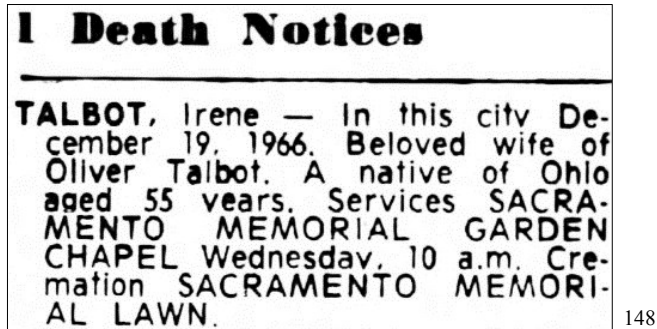 1 Death Notices
TALBOT, Irene — In this city De-
cember 19, 1966. Beloved wife of
Oliver Talbot. A native of Ohio
aged 55 years. Services SACRA-
MENTO MEMORIAL GARDEN
CHAPEL Wednesday, 10 a.m. Cre-
mation SACRAMENTO MEMORI-
AL LAWN.
148